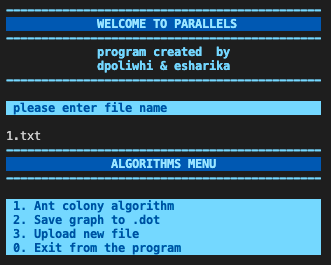 WELCOME TO PARALLELS
program created  by
dpoliwhi & esharika
please enter file name
1.txt
ALGORITHMS MENU
1. Ant colony algorithm
2. Save graph to .dot
3. Upload new file
0. Exit from the program